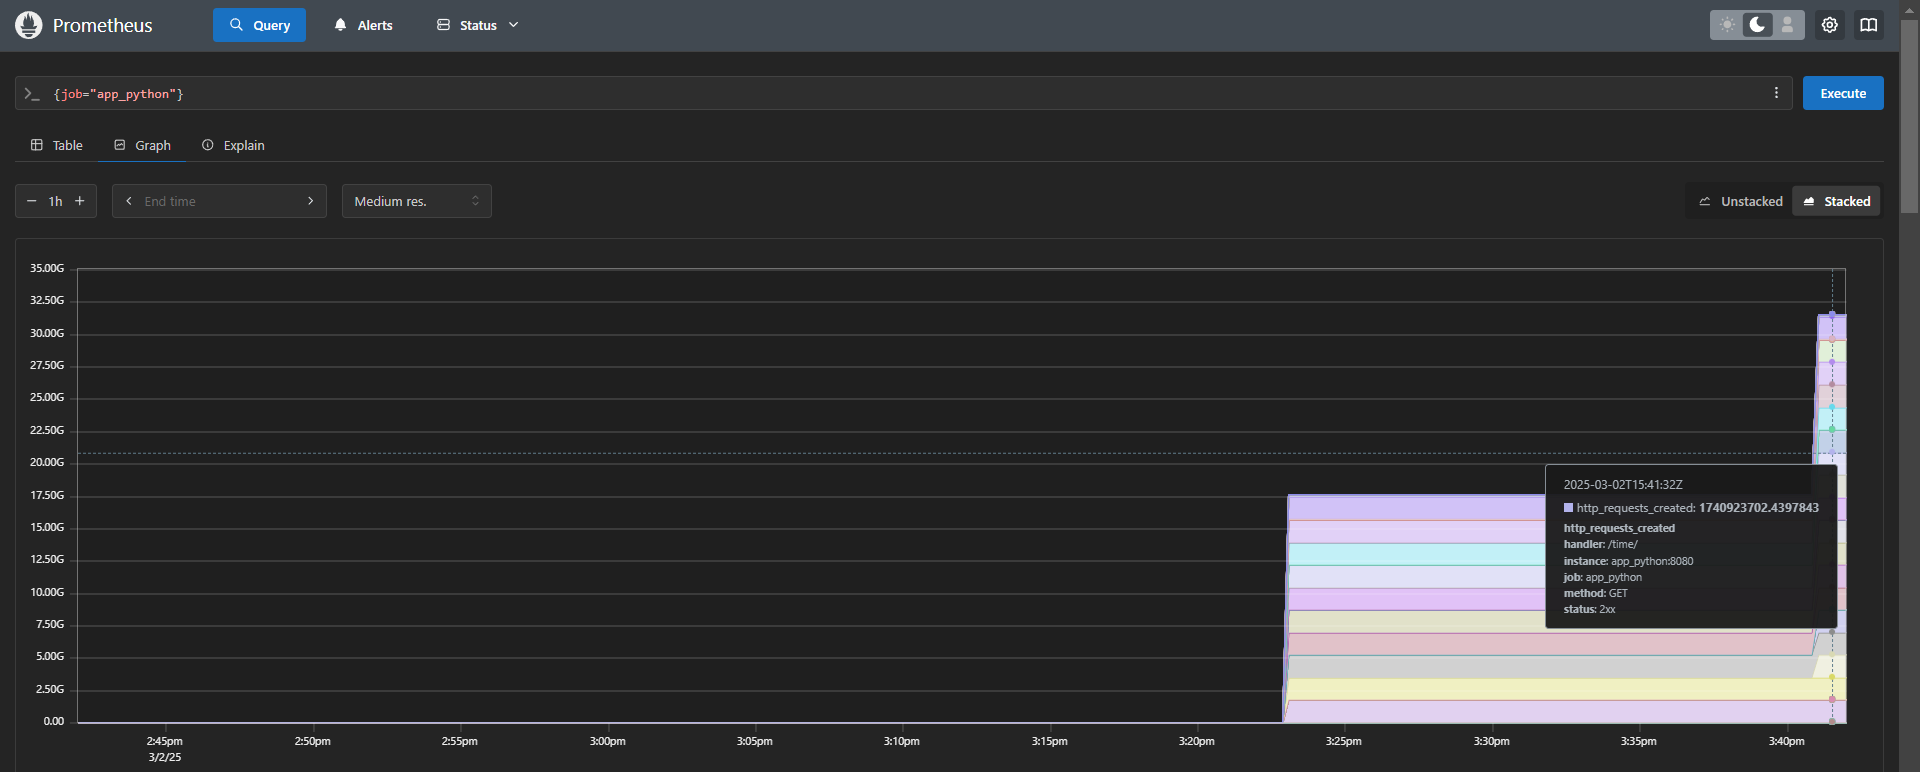 Prometheus
Query
Alerts
Status
{job="app_python"}
Execute
Table
Graph
Explain
1h
End time
Medium res.
Unstacked
Stacked
35.00G
32.50G
30.00G
27.50G
25.00G
22.50G
20.00G
17.50G
15.00G
12.50G
10.00G
7.50G
5.00G
2.50G
0.00
2025-03-02T15:41:32Z
http_requests_created: 1740923702.4397843
http_requests_created
handler: /time/
instance: app_python:8080
job: app_python
method: GET
status: 2xx
2:45pm
2:50pm
2:55pm
3:00pm
3:05pm
3:10pm
3:15pm
3:20pm
3:25pm
3:30pm
3:35pm
3:40pm
3/2/25